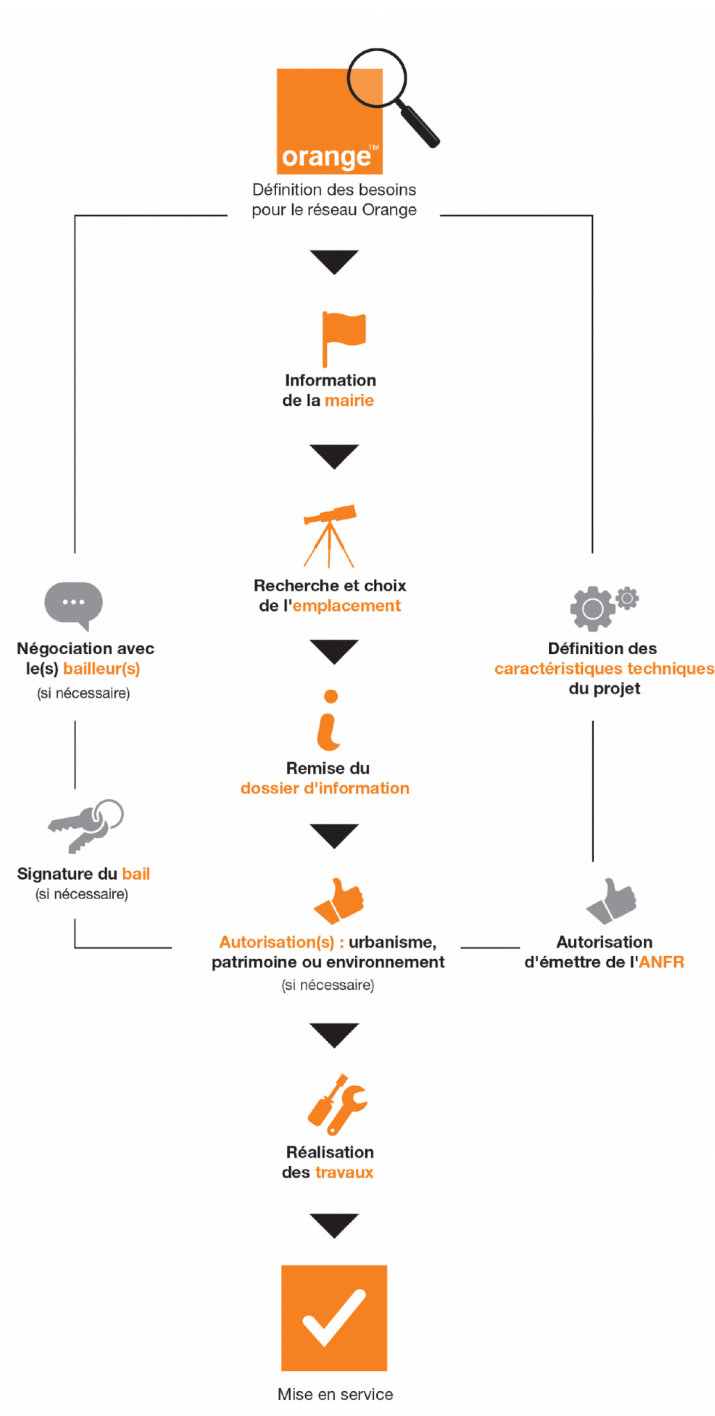 orange™
Définition des besoins
pour le réseau Orange
Information
de la mairie
Recherche et choix
de l'emplacement
Négociation avec
le(s) bailleur(s)
(si nécessaire)
Définition des
caractéristiques techniques
du projet
Remise du
dossier d'information
Signature du bail
(si nécessaire)
Autorisation(s) : urbanisme,
patrimoine ou environnement
(si nécessaire)
Autorisation
d'émettre de l'ANFR
Réalisation
des travaux
Mise en service